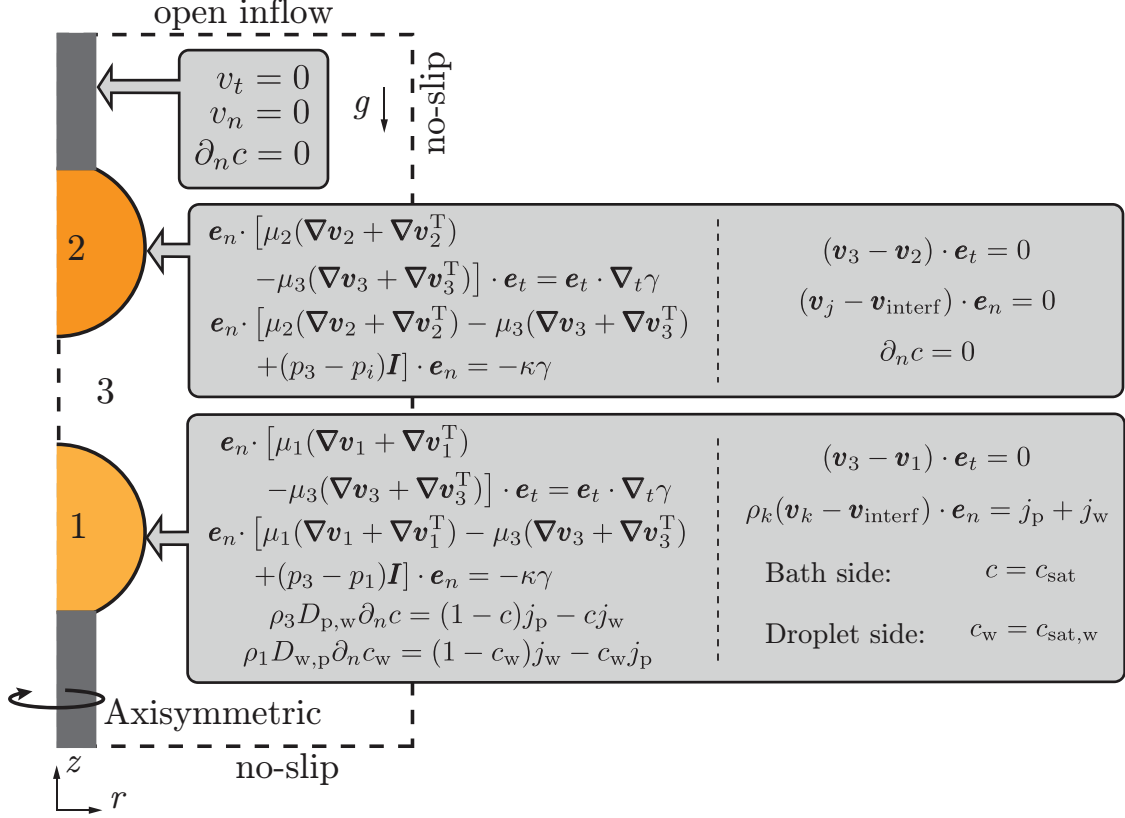 open inflow
v_t = 0
v_n = 0
∂_n c = 0
g
no-slip
2
e_n · [μ_2(∇v_2 + ∇v_2^T)
−μ_3(∇v_3 + ∇v_3^T)] · e_t = e_t · ∇_t γ
e_n · [μ_2(∇v_2 + ∇v_2^T) − μ_3(∇v_3 + ∇v_3^T)
+(p_3 − p_i)I] · e_n = −κγ
(v_3 − v_2) · e_t = 0
(v_j − v_interf) · e_n = 0
∂_n c = 0
3
1
e_n · [μ_1(∇v_1 + ∇v_1^T)
−μ_3(∇v_3 + ∇v_3^T)] · e_t = e_t · ∇_t γ
e_n · [μ_1(∇v_1 + ∇v_1^T) − μ_3(∇v_3 + ∇v_3^T)
+(p_3 − p_1)I] · e_n = −κγ
ρ_3 D_p,w ∂_n c = (1 − c)j_p − cj_w
ρ_1 D_w,p ∂_n c_w = (1 − c_w)j_w − c_w j_p
(v_3 − v_1) · e_t = 0
ρ_k(v_k − v_interf) · e_n = j_p + j_w
Bath side: c = c_sat
Droplet side: c_w = c_sat,w
Axisymmetric
no-slip
z
r